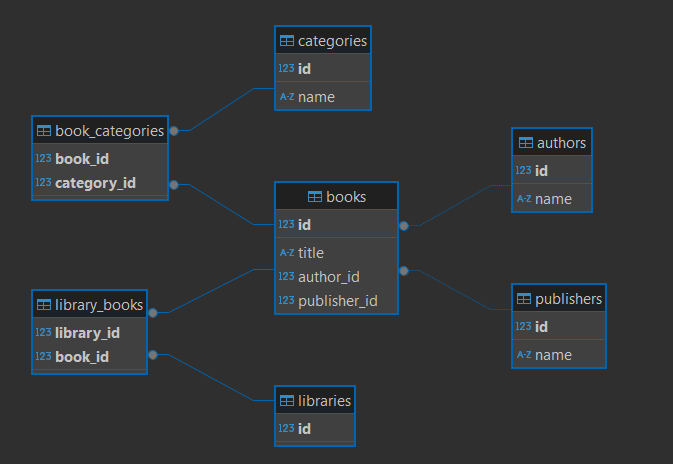 categories
123 id
A-Z name
book_categories
123 book_id
123 category_id
authors
123 id
A-Z name
books
123 id
A-Z title
123 author_id
123 publisher_id
library_books
123 library_id
123 book_id
publishers
123 id
A-Z name
libraries
123 id